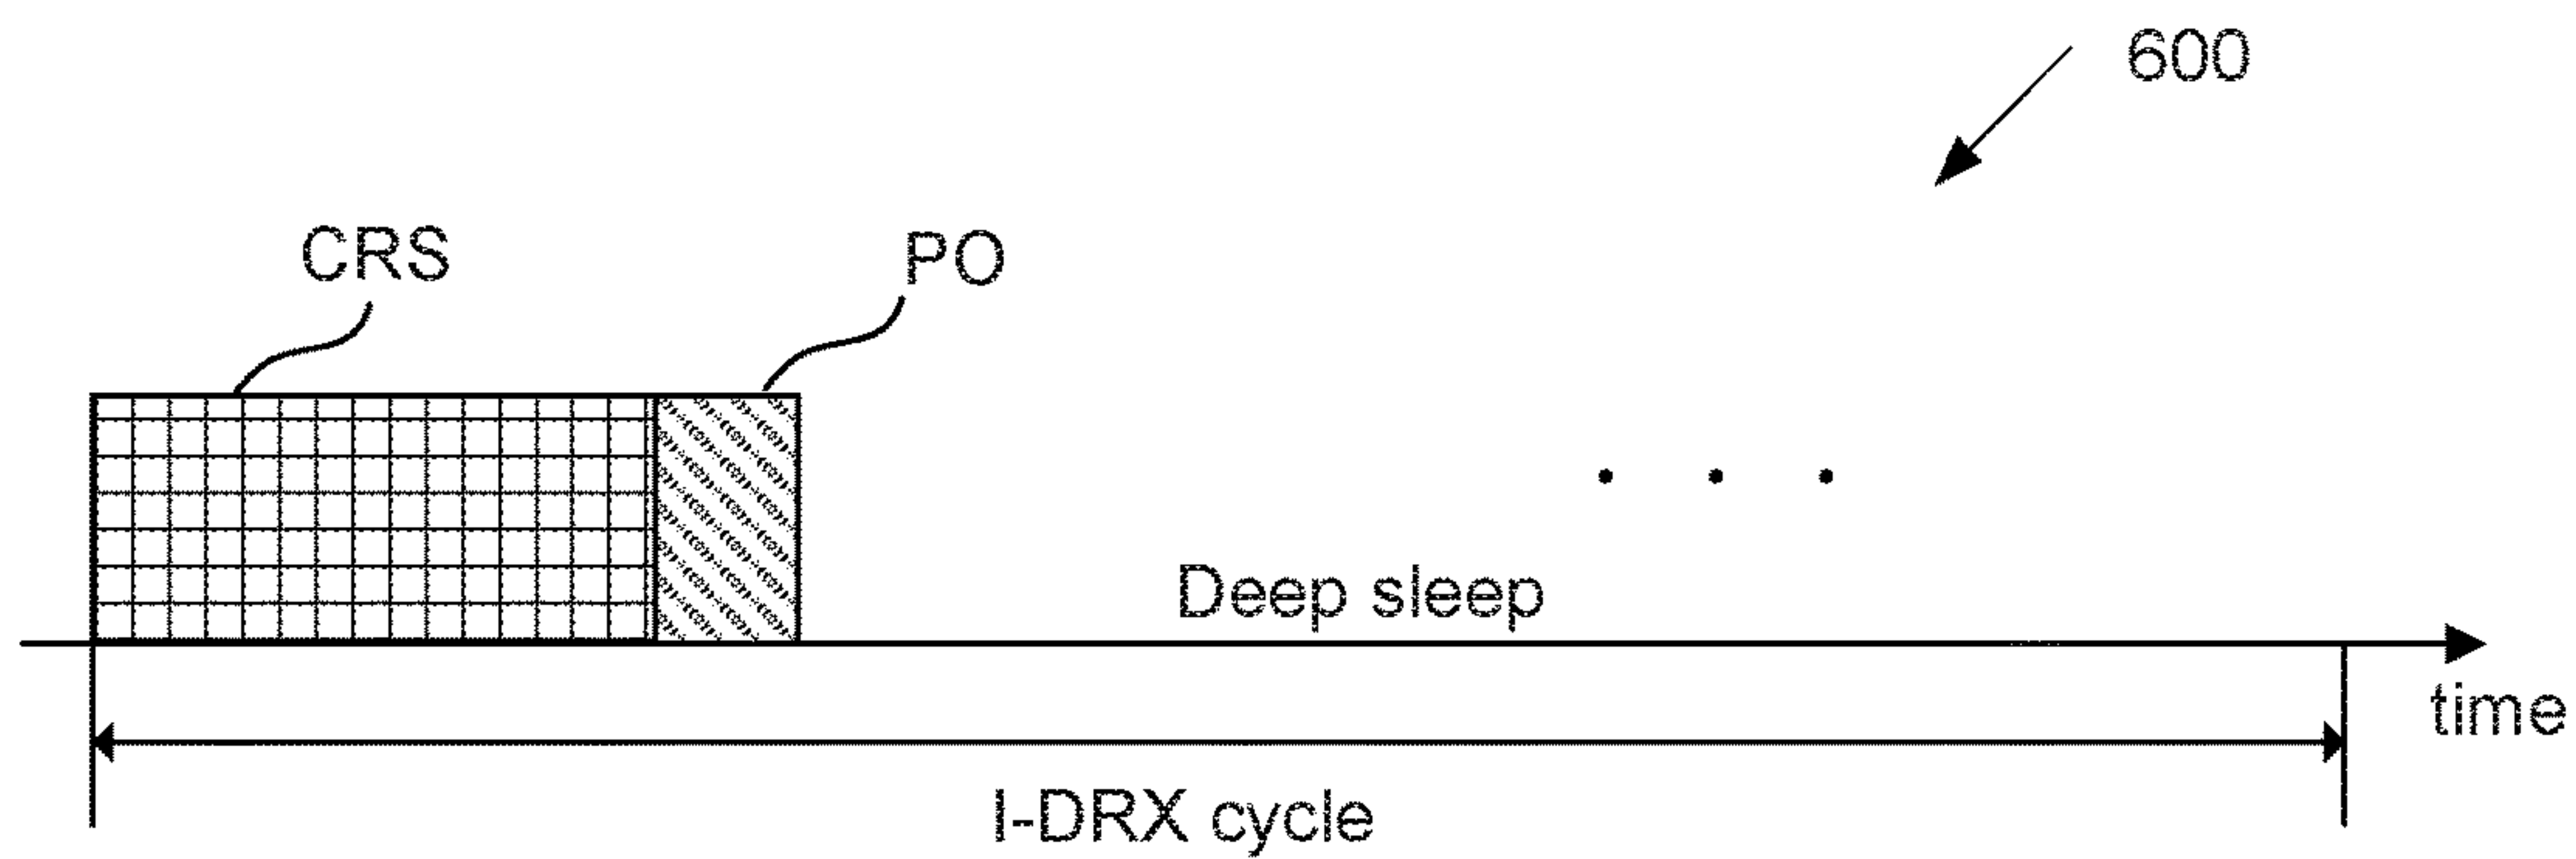 600
CRS
PO
. . .
Deep sleep
time
I-DRX cycle